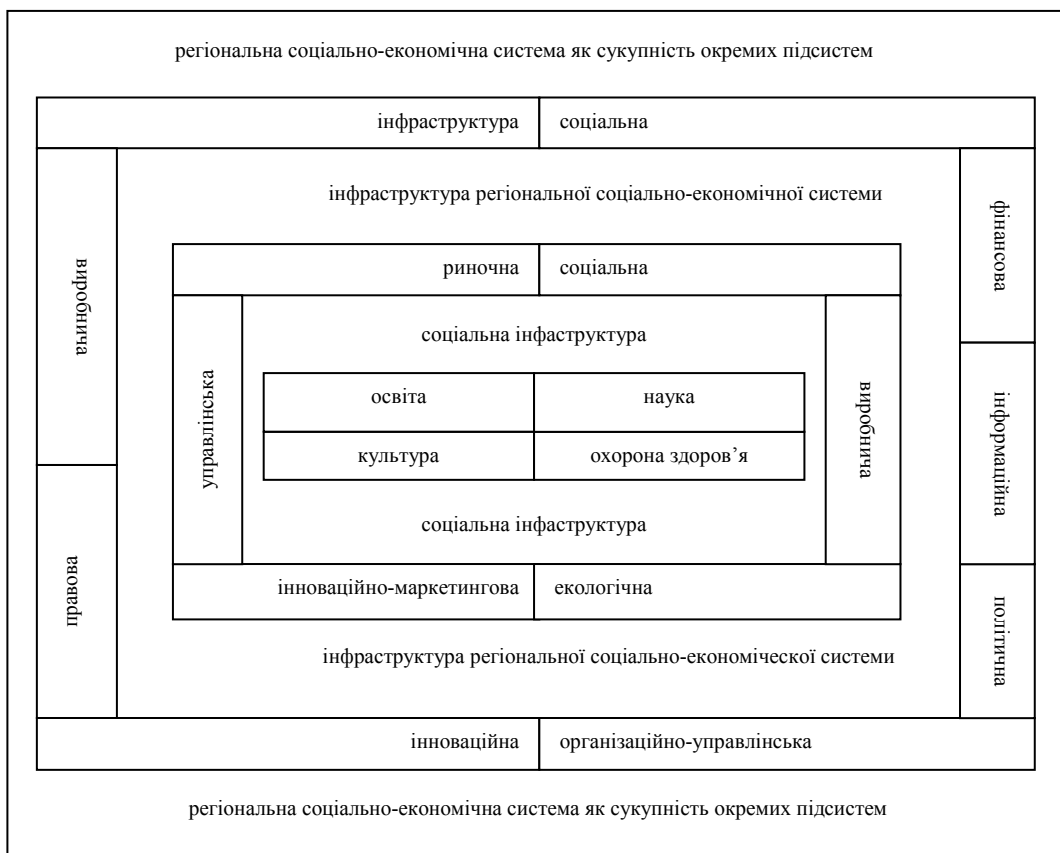 регіональна соціально-економічна система як сукупність окремих підсистем
інфраструктура
соціальна
інфраструктура регіональної соціально-економічної системи
виробнича
фінансова
риночна
соціальна
соціальна інфаструктура
управлінська
освіта
наука
виробнича
інформаційна
культура
охорона здоров’я
соціальна інфаструктура
правова
інноваційно-маркетингова
екологічна
політична
інфраструктура регіональної соціально-економіческої системи
інноваційна
організаційно-управлінська
регіональна соціально-економічна система як сукупність окремих підсистем